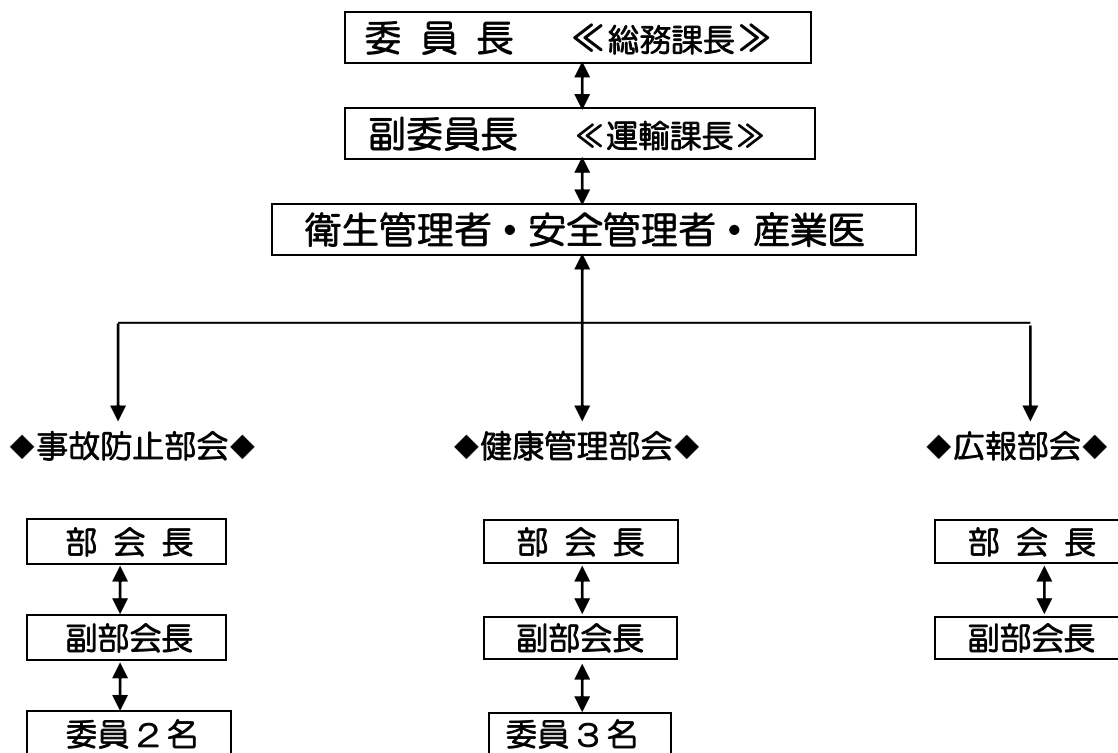 委 員 長　≪総務課長≫
副委員長　≪運輸課長≫
衛生管理者・安全管理者・産業医
◆事故防止部会◆　◆健康管理部会◆　◆広報部会◆
部 会 長　部 会 長　部 会 長
副部会長　副部会長　副部会長
委員２名　委員３名